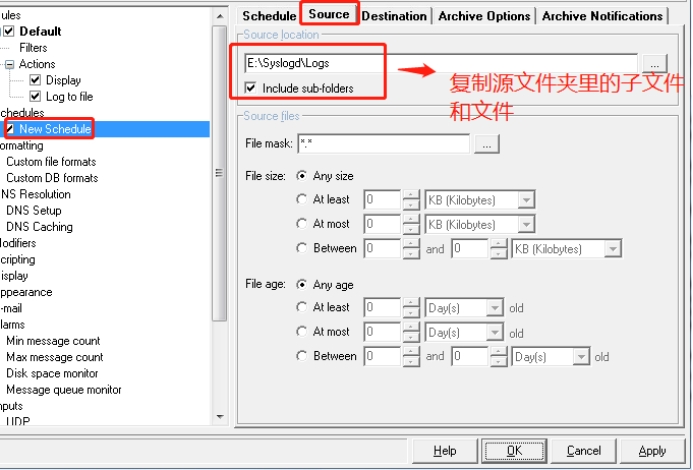 ules
Default
Filters
Actions
Display
Log to file
chedules
New Schedule
ormatting
Custom file formats
Custom DB formats
NS Resolution
DNS Setup
DNS Caching
odifiers
cripting
isplay
ppearance
-mail
larms
Min message count
Max message count
Disk space monitor
Message queue monitor
nputs
UDP
Schedule Source Destination Archive Options Archive Notifications
Source location
E:\Syslogd\Logs ...
Include sub-folders
复制源文件夹里的子文件
和文件
Source files
File mask: *.* ...
File size: Any size
At least 0 KB (Kilobytes)
At most 0 KB (Kilobytes)
Between 0 and 0 KB (Kilobytes)
File age: Any age
At least 0 Day(s) old
At most 0 Day(s) old
Between 0 and 0 Day(s) old
Help OK Cancel Apply